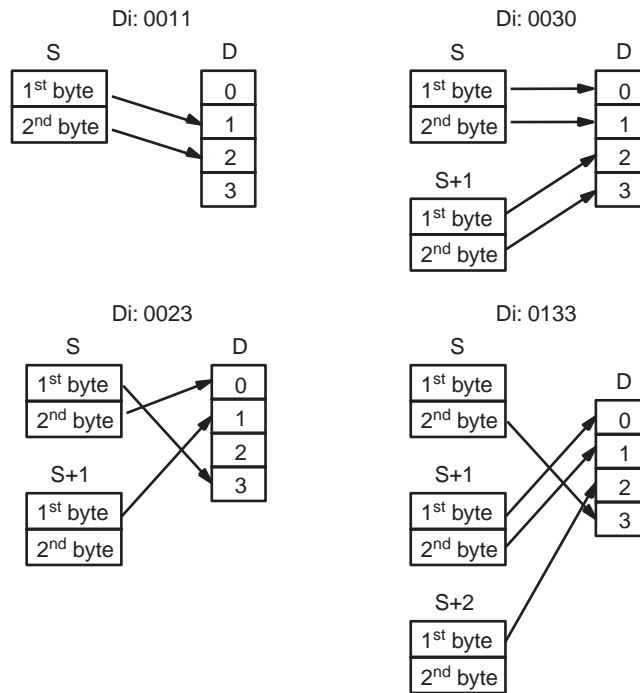 Di: 0011
S
D
1st byte
2nd byte
0
1
2
3
Di: 0030
S
D
1st byte
2nd byte
S+1
1st byte
2nd byte
0
1
2
3
Di: 0023
S
D
1st byte
2nd byte
S+1
1st byte
2nd byte
0
1
2
3
Di: 0133
S
D
1st byte
2nd byte
S+1
1st byte
2nd byte
S+2
1st byte
2nd byte
0
1
2
3